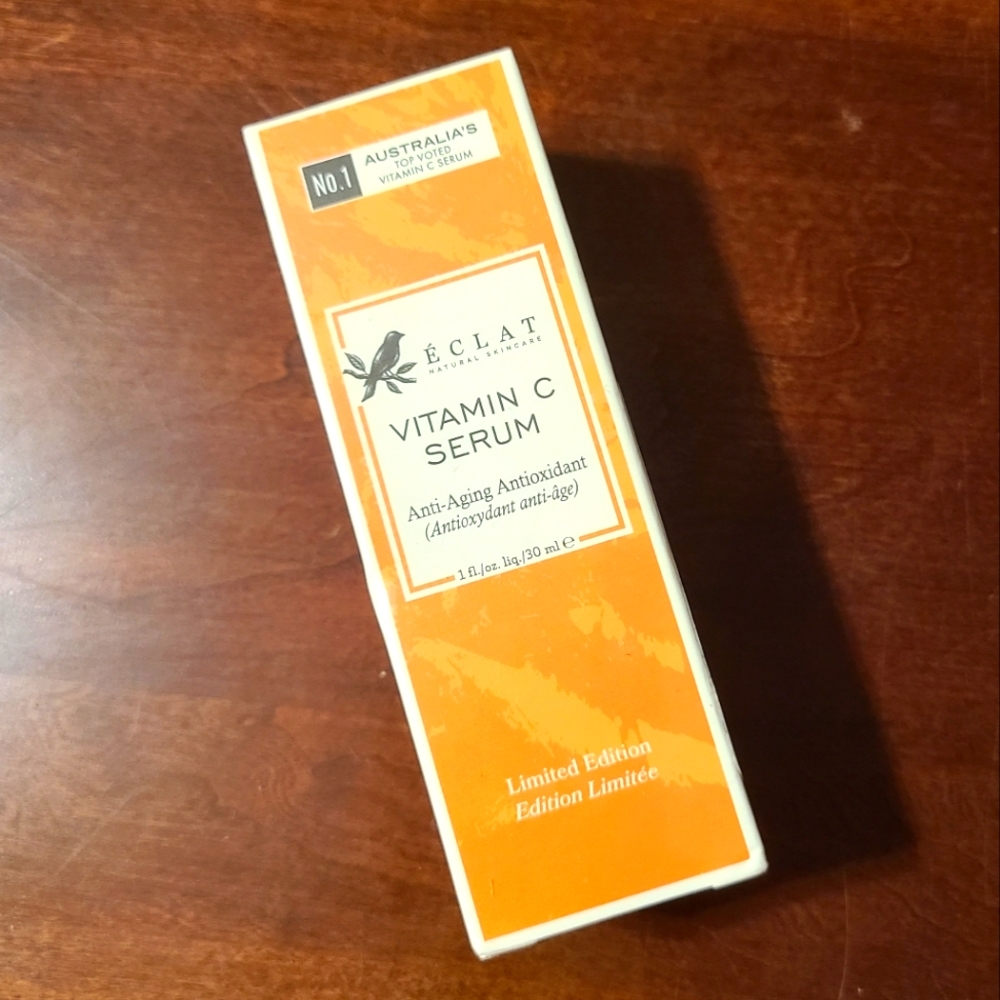 No.1
AUSTRALIA'S
TOP VOTED
VITAMIN C SERUM
ÉCLAT
NATURAL SKINCARE
VITAMIN C
SERUM
Anti-Aging Antioxidant
(Antioxydant anti-âge)
1 fl./oz. liq./30 ml ℮
Limited Edition
Edition Limitée